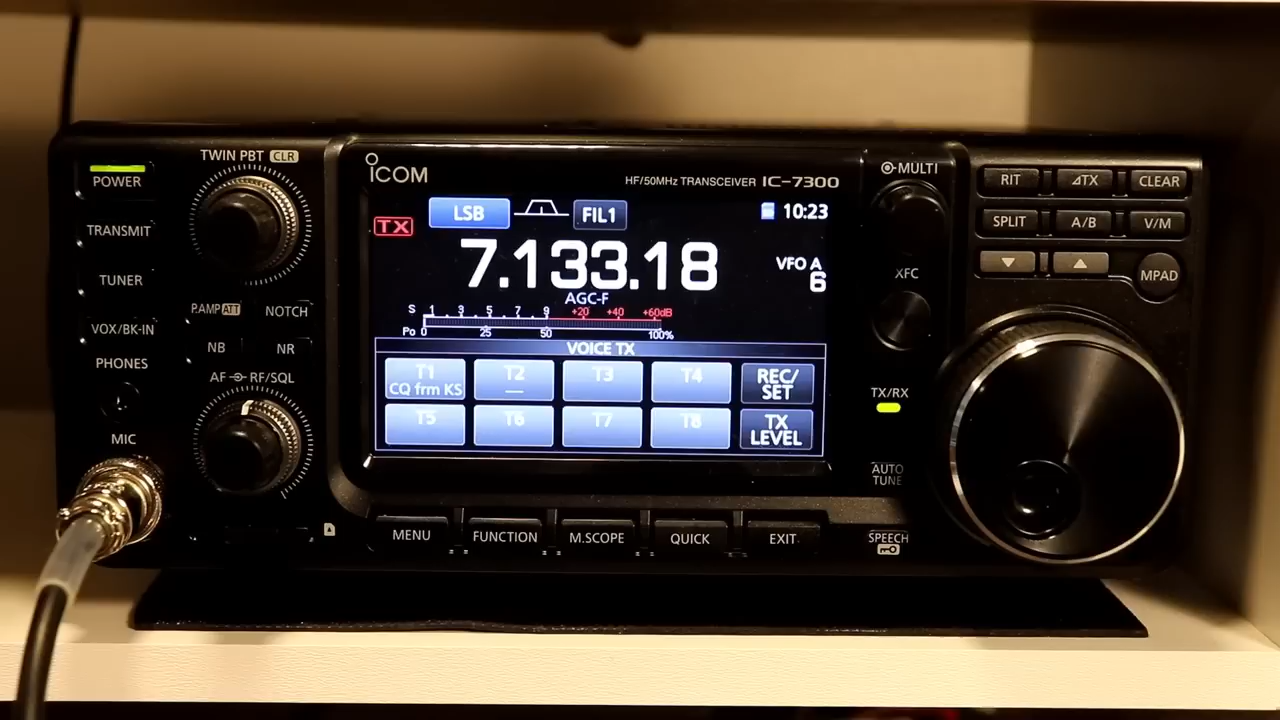 POWER
TRANSMIT
TUNER
VOX/BK-IN
PHONES
MIC
TWIN PBT CLR
P.AMP ATT NOTCH
NB NR
AF RF/SQL
ICOM
HF/50MHz TRANSCEIVER IC-7300
TX LSB FIL1 10:23
7.133.18
VFO A
6
AGC-F
S 1 3 5 7 9 +20 +40 +60dB
Po 0 25 50 100%
VOICE TX
T1 T2 T3 T4 REC/
CQ frm KS --- SET
T5 T6 T7 T8 TX
LEVEL
MENU FUNCTION M.SCOPE QUICK EXIT
MULTI
XFC
TX/RX
AUTO
TUNE
SPEECH
RIT ⊿TX CLEAR
SPLIT A/B V/M
▼ ▲ MPAD